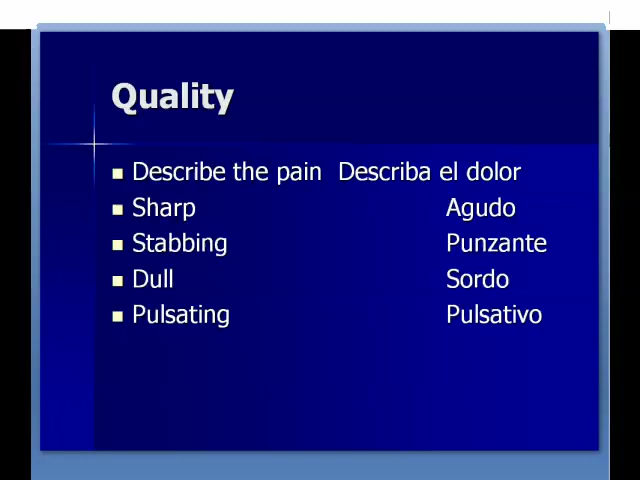 Quality
Describe the pain Describa el dolor
Sharp Agudo
Stabbing Punzante
Dull Sordo
Pulsating Pulsativo